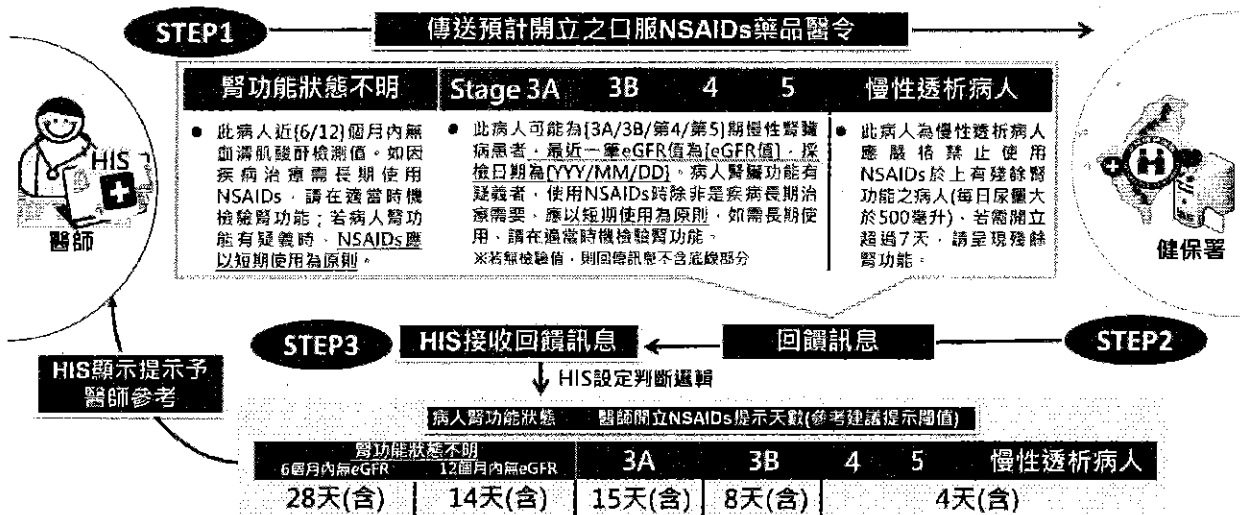 STEP1
傳送預計開立之口服NSAIDs藥品醫令
腎功能狀態不明
Stage 3A 3B 4 5
慢性透析病人
● 此病人近{6/12}個月內無
血清肌酸酐檢測值。如因
疾病治療需長期使用
NSAIDs，請在適當時機
檢驗腎功能；若病人腎功
能有疑義時、NSAIDs應
以短期使用為原則。
● 此病人可能為{3A/3B/第4/第5}期慢性腎臟
病患者，最近一筆eGFR值為{eGFR值}，採
檢日期為{YYY/MM/DD}。病人腎臟功能有
疑義者，使用NSAIDs時除非是疾病長期治
療需要、應以短期使用為原則，如需長期使
用、請在適當時機檢驗腎功能。
※若無檢驗值，則回饋訊息不含底線部分
● 此病人為慢性透析病人
應嚴格禁止使用
NSAIDs於上有殘餘腎
功能之病人(每日尿量大
於500毫升)、若需開立
超過7天，請呈現殘餘
腎功能。
HIS
醫師
健保署
STEP2
回饋訊息
HIS接收回饋訊息
STEP3
HIS設定判斷邏輯
HIS顯示提示予
醫師參考
病人腎功能狀態 醫師開立NSAIDs提示天數(參考建議提示閾值)
腎功能狀態不明
6個月內無eGFR 12個月內無eGFR 3A 3B 4 5 慢性透析病人
28天(含) 14天(含) 15天(含) 8天(含) 4天(含)